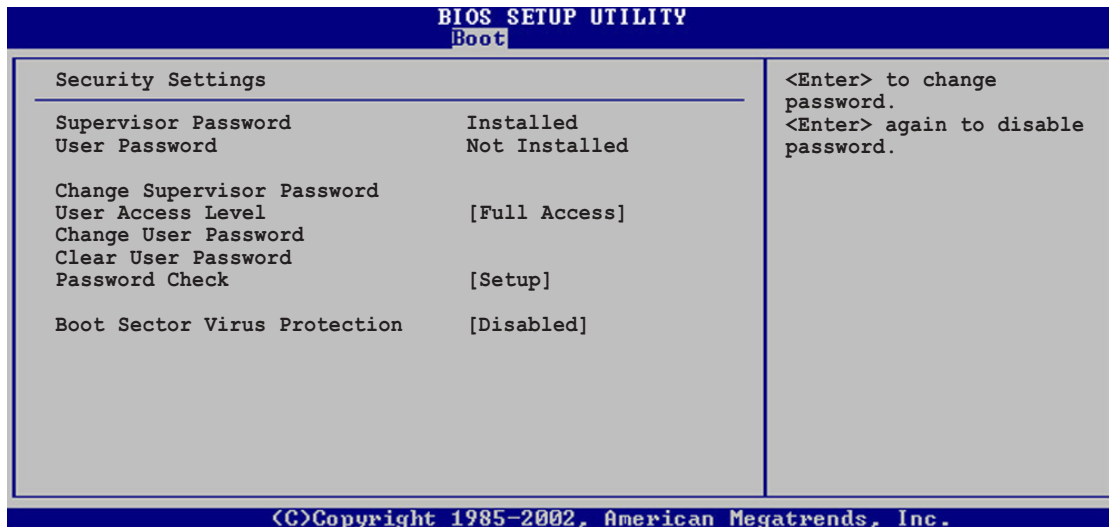 BIOS SETUP UTILITY
Boot
Security Settings
Supervisor Password Installed
User Password Not Installed
Change Supervisor Password
User Access Level [Full Access]
Change User Password
Clear User Password
Password Check [Setup]
Boot Sector Virus Protection [Disabled]
<Enter> to change
password.
<Enter> again to disable
password.
(C)Copyright 1985-2002, American Megatrends, Inc.